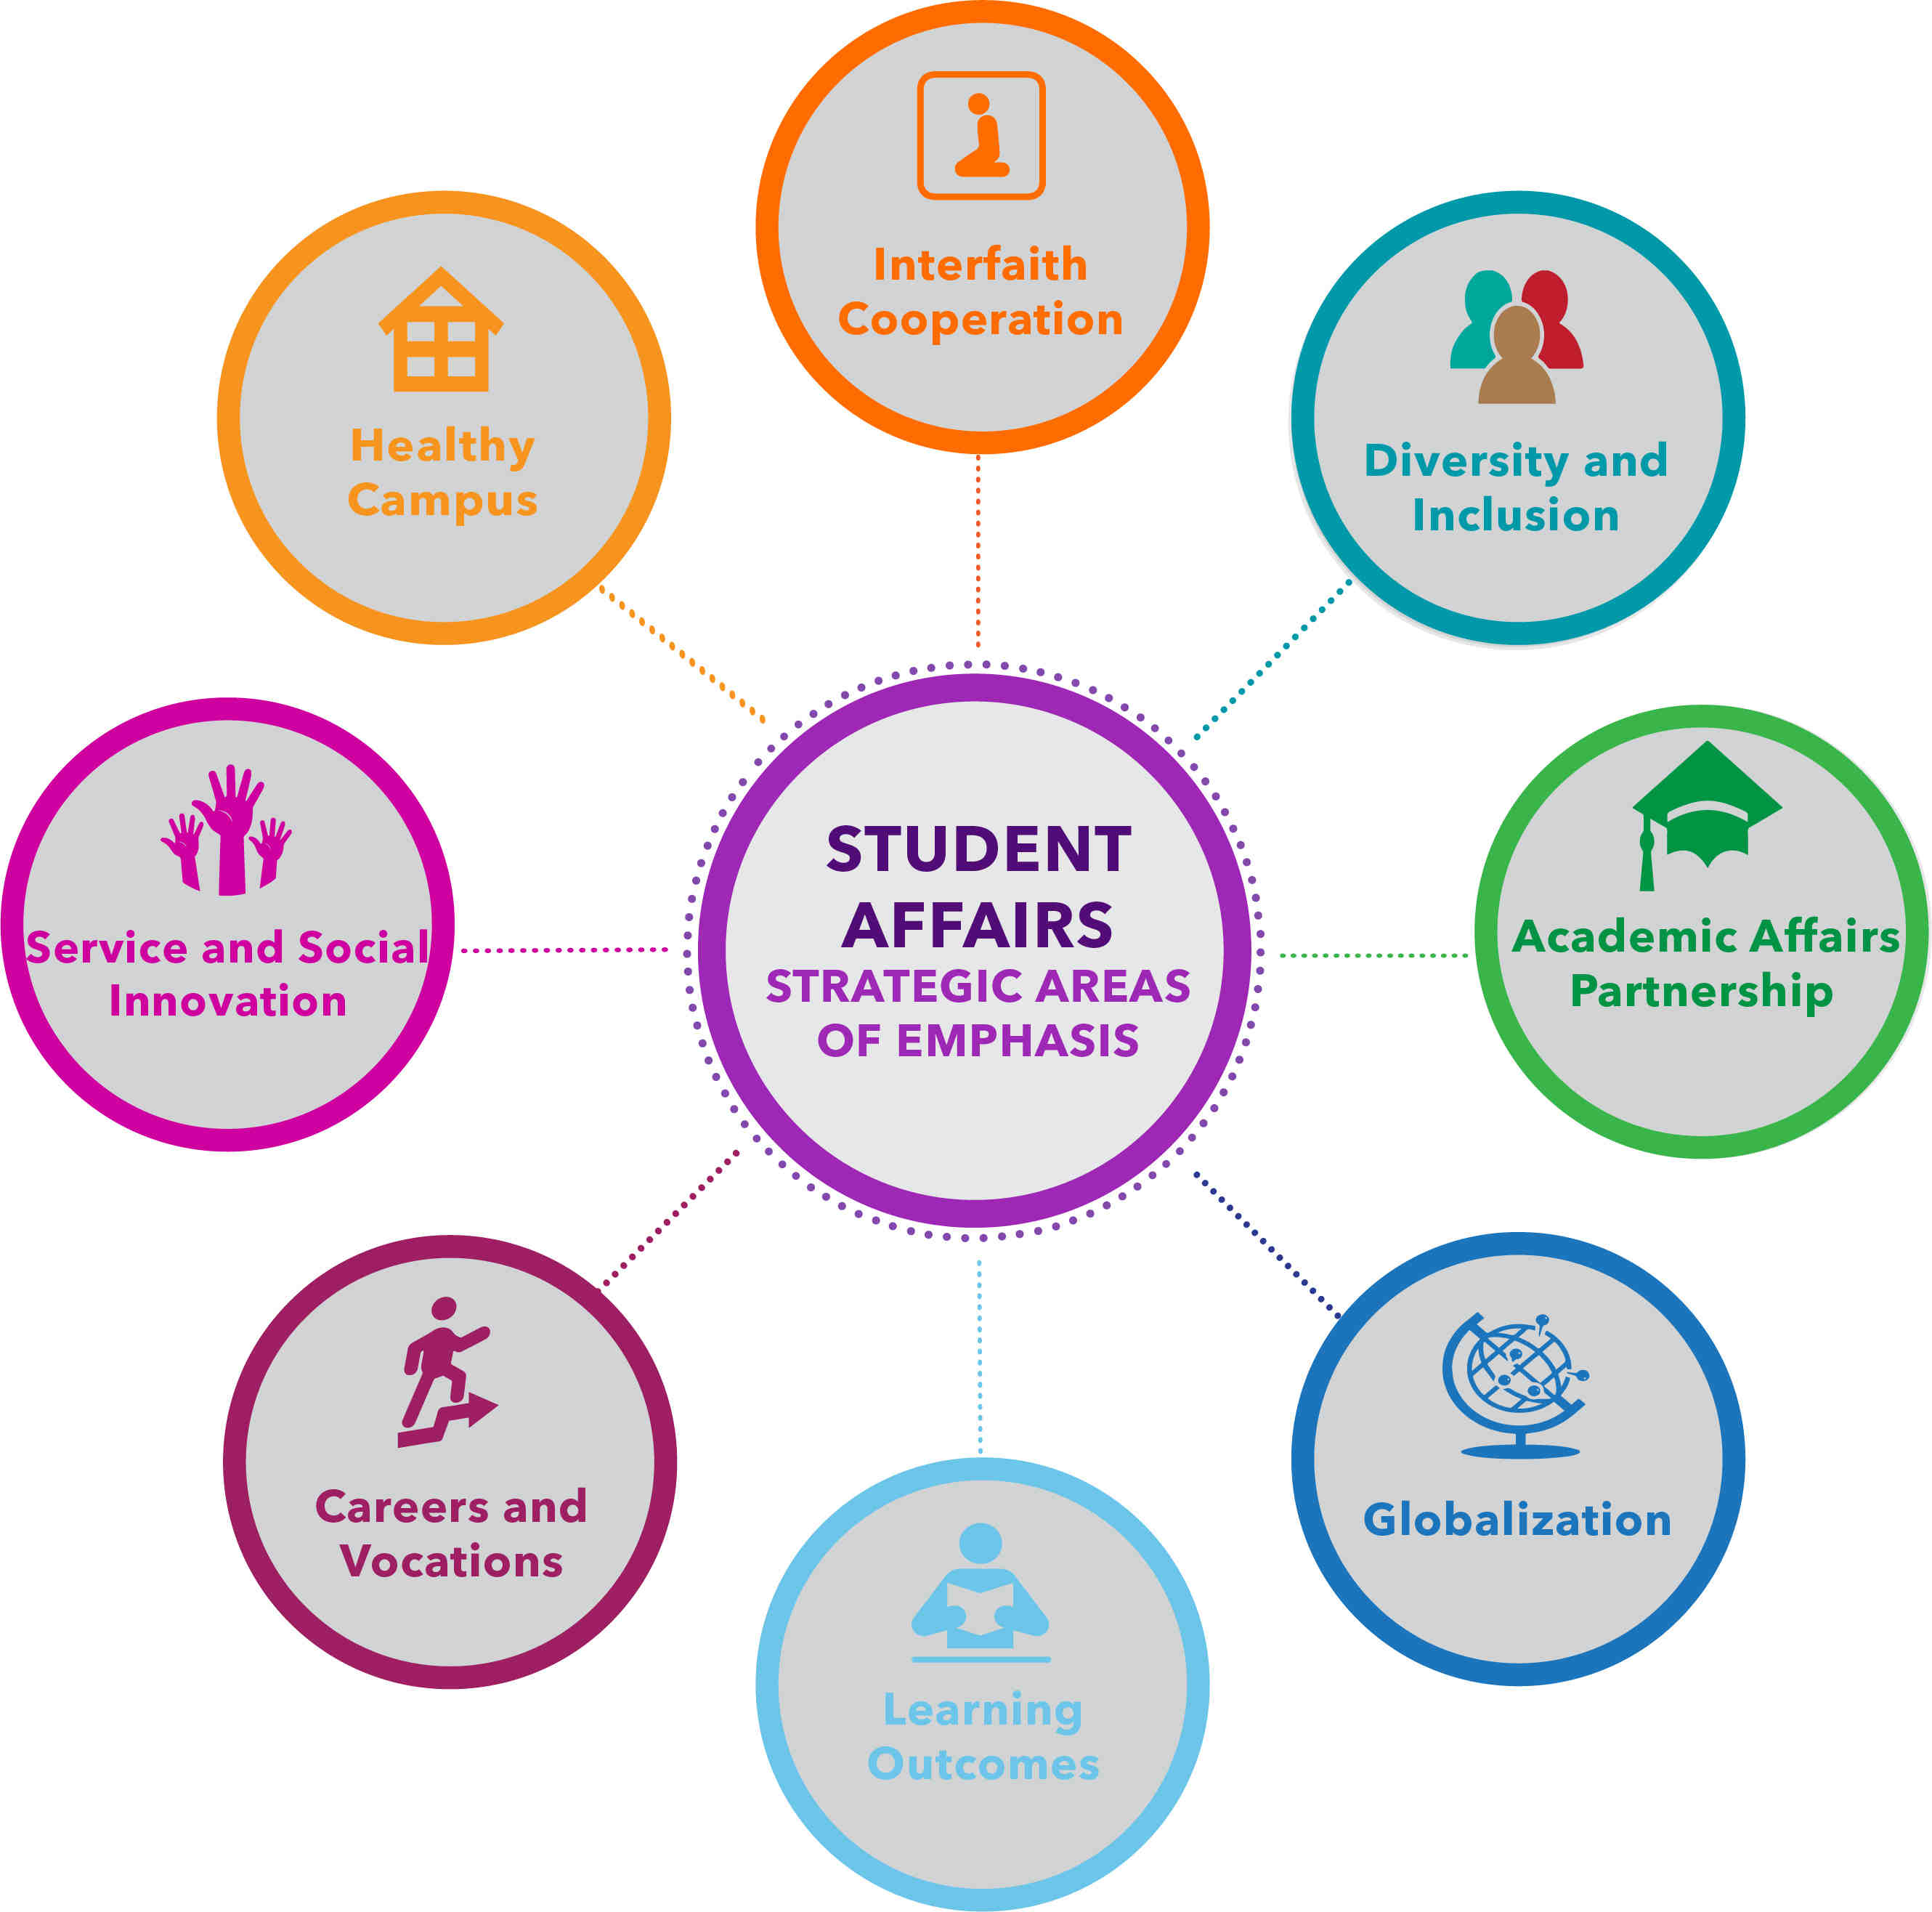 Interfaith
Cooperation
Healthy
Campus
Diversity and
Inclusion
STUDENT
AFFAIRS
STRATEGIC AREAS
OF EMPHASIS
Service and Social
Innovation
Academic Affairs
Partnership
Careers and
Vocations
Globalization
Learning
Outcomes